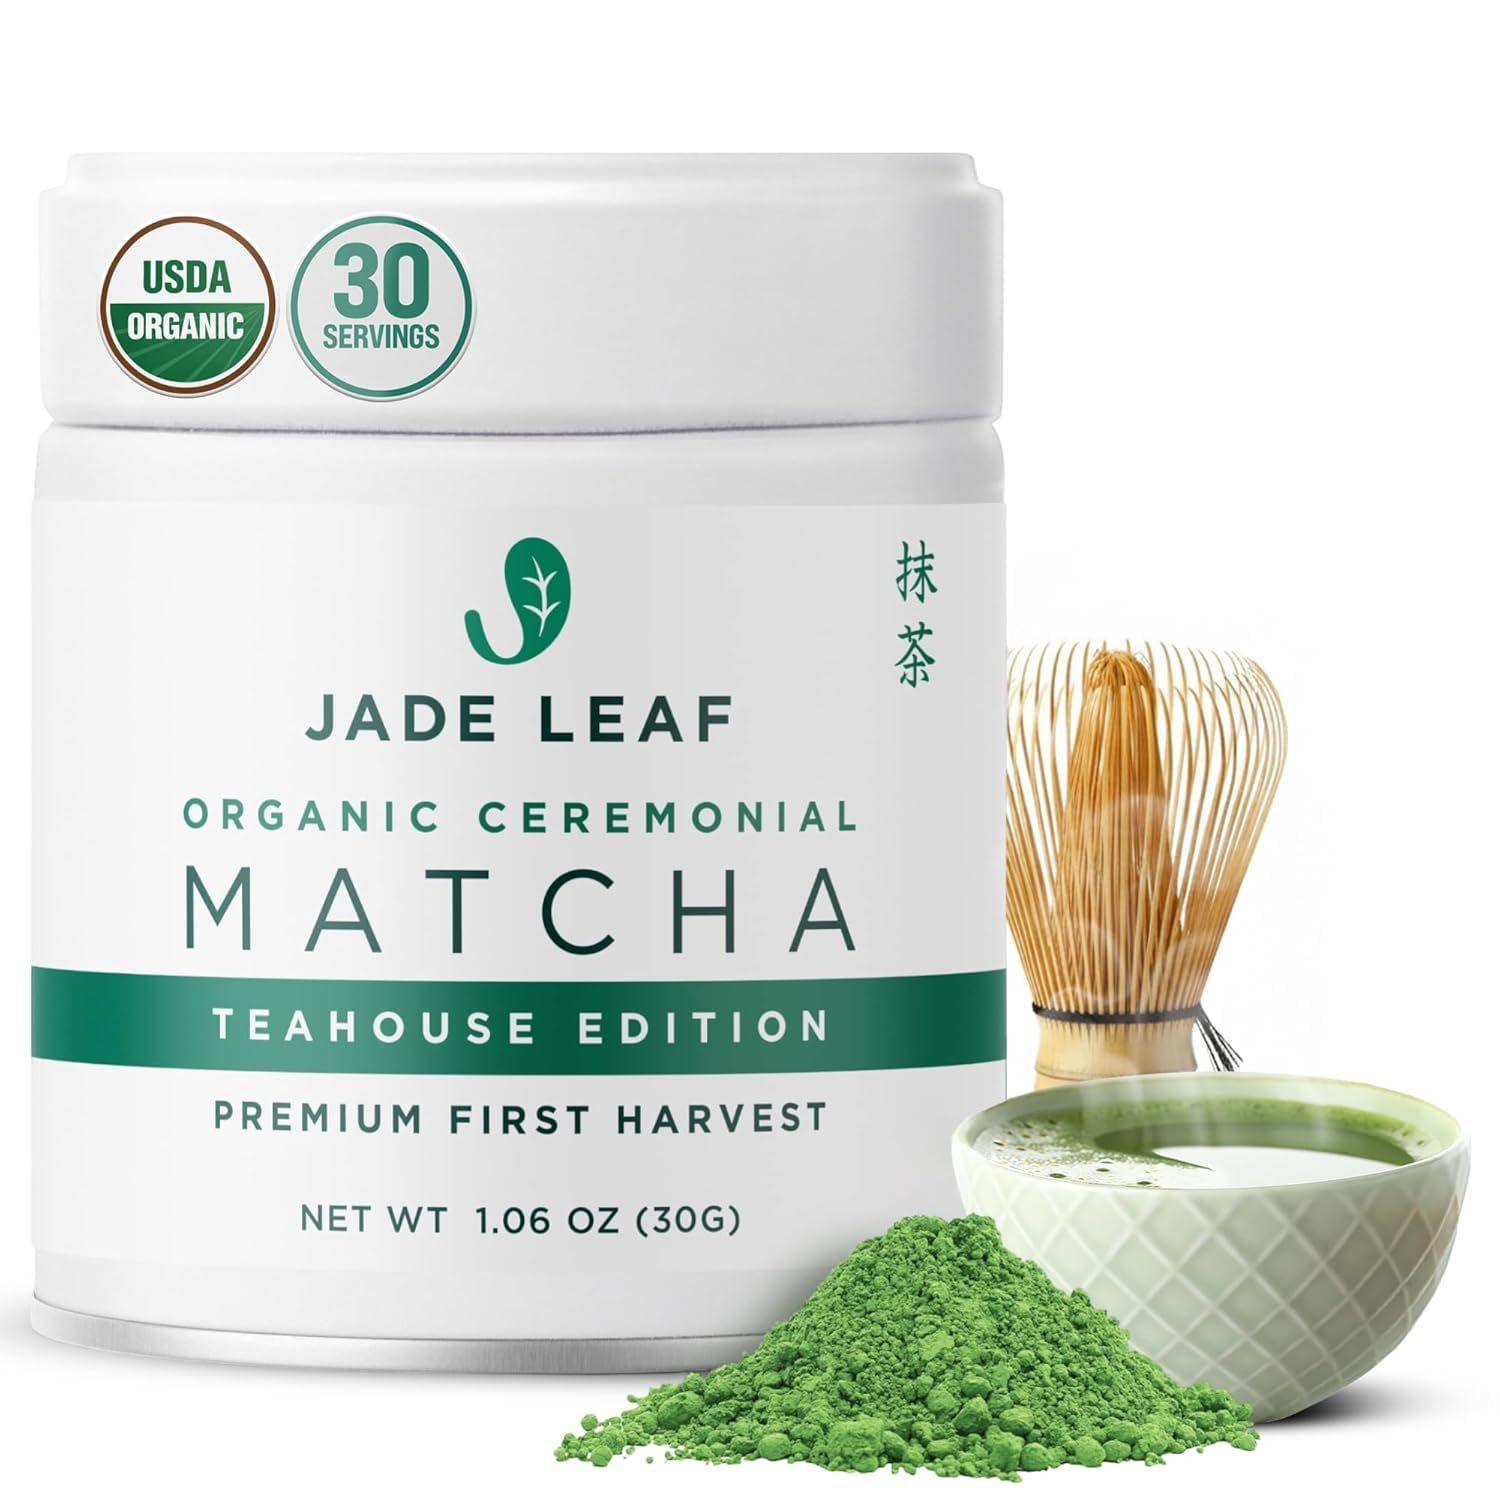 USDA
ORGANIC
30
SERVINGS
抹茶
JADE LEAF
ORGANIC CEREMONIAL
MATCHA
TEAHOUSE EDITION
PREMIUM FIRST HARVEST
NET WT 1.06 OZ (30G)